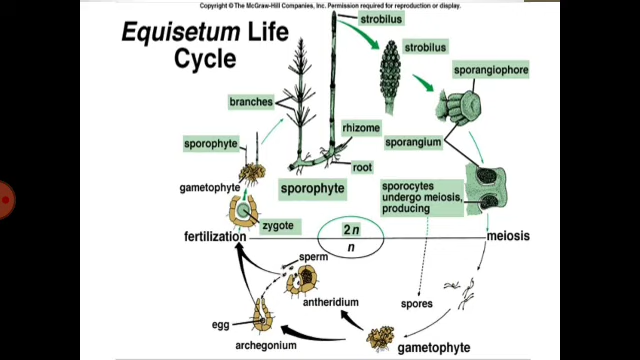 Copyright © The McGraw-Hill Companies, Inc. Permission required for reproduction or display.
Equisetum Life
Cycle
strobilus
strobilus
sporangiophore
branches
rhizome
sporangium
sporophyte
root
gametophyte
sporophyte
sporocytes
undergo meiosis,
producing
zygote
2n
fertilization
meiosis
n
sperm
antheridium
spores
egg
archegonium
gametophyte